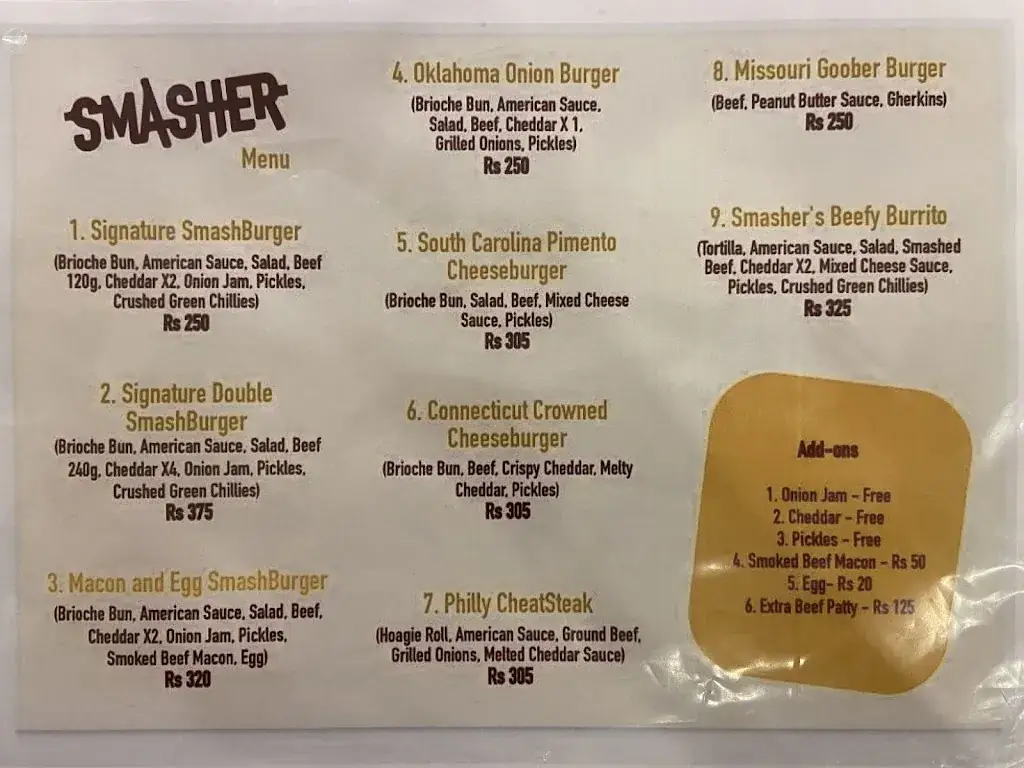 SMASHER
Menu
1. Signature SmashBurger
(Brioche Bun, American Sauce, Salad, Beef
120g, Cheddar X2, Onion Jam, Pickles,
Crushed Green Chillies)
Rs 250
2. Signature Double
SmashBurger
(Brioche Bun, American Sauce, Salad, Beef
240g, Cheddar X4, Onion Jam, Pickles,
Crushed Green Chillies)
Rs 375
3. Macon and Egg SmashBurger
(Brioche Bun, American Sauce, Salad, Beef,
Cheddar X2, Onion Jam, Pickles,
Smoked Beef Macon, Egg)
Rs 320
4. Oklahoma Onion Burger
(Brioche Bun, American Sauce,
Salad, Beef, Cheddar X 1,
Grilled Onions, Pickles)
Rs 250
5. South Carolina Pimento
Cheeseburger
(Brioche Bun, Salad, Beef, Mixed Cheese
Sauce, Pickles)
Rs 305
6. Connecticut Crowned
Cheeseburger
(Brioche Bun, Beef, Crispy Cheddar, Melty
Cheddar, Pickles)
Rs 305
7. Philly CheatSteak
(Hoagie Roll, American Sauce, Ground Beef,
Grilled Onions, Melted Cheddar Sauce)
Rs 305
8. Missouri Goober Burger
(Beef, Peanut Butter Sauce, Gherkins)
Rs 250
9. Smasher's Beefy Burrito
(Tortilla, American Sauce, Salad, Smashed
Beef, Cheddar X2, Mixed Cheese Sauce,
Pickles, Crushed Green Chillies)
Rs 325
Add-ons
1. Onion Jam - Free
2. Cheddar - Free
3. Pickles - Free
4. Smoked Beef Macon - Rs 50
5. Egg- Rs 20
6. Extra Beef Patty - Rs 125